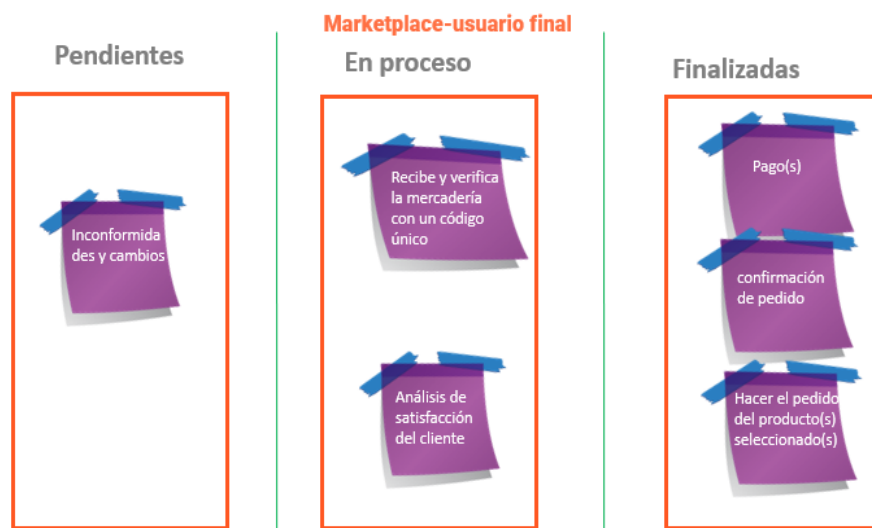 Marketplace-usuario final
Pendientes
Inconformida
des y cambios
En proceso
Recibe y verifica
la mercadería
con un código
único
Análisis de
satisfacción
del cliente
Finalizadas
Pago(s)
confirmación
de pedido
Hacer el pedido
del producto(s)
seleccionado(s)